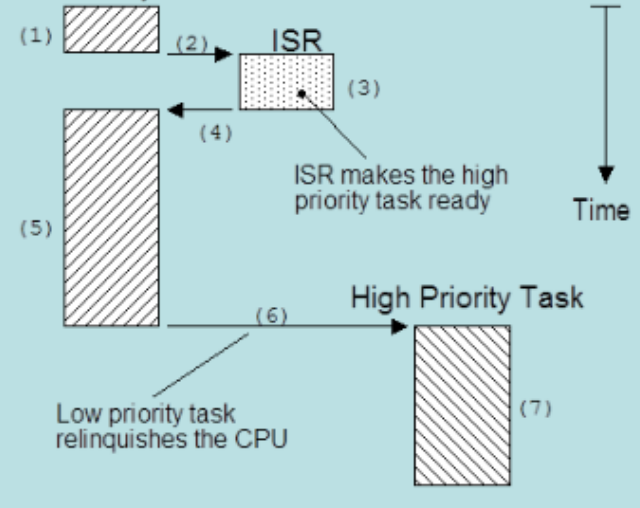 (1)
(2)
ISR
(3)
(4)
ISR makes the high
priority task ready
Time
(5)
High Priority Task
(6)
Low priority task
relinquishes the CPU
(7)